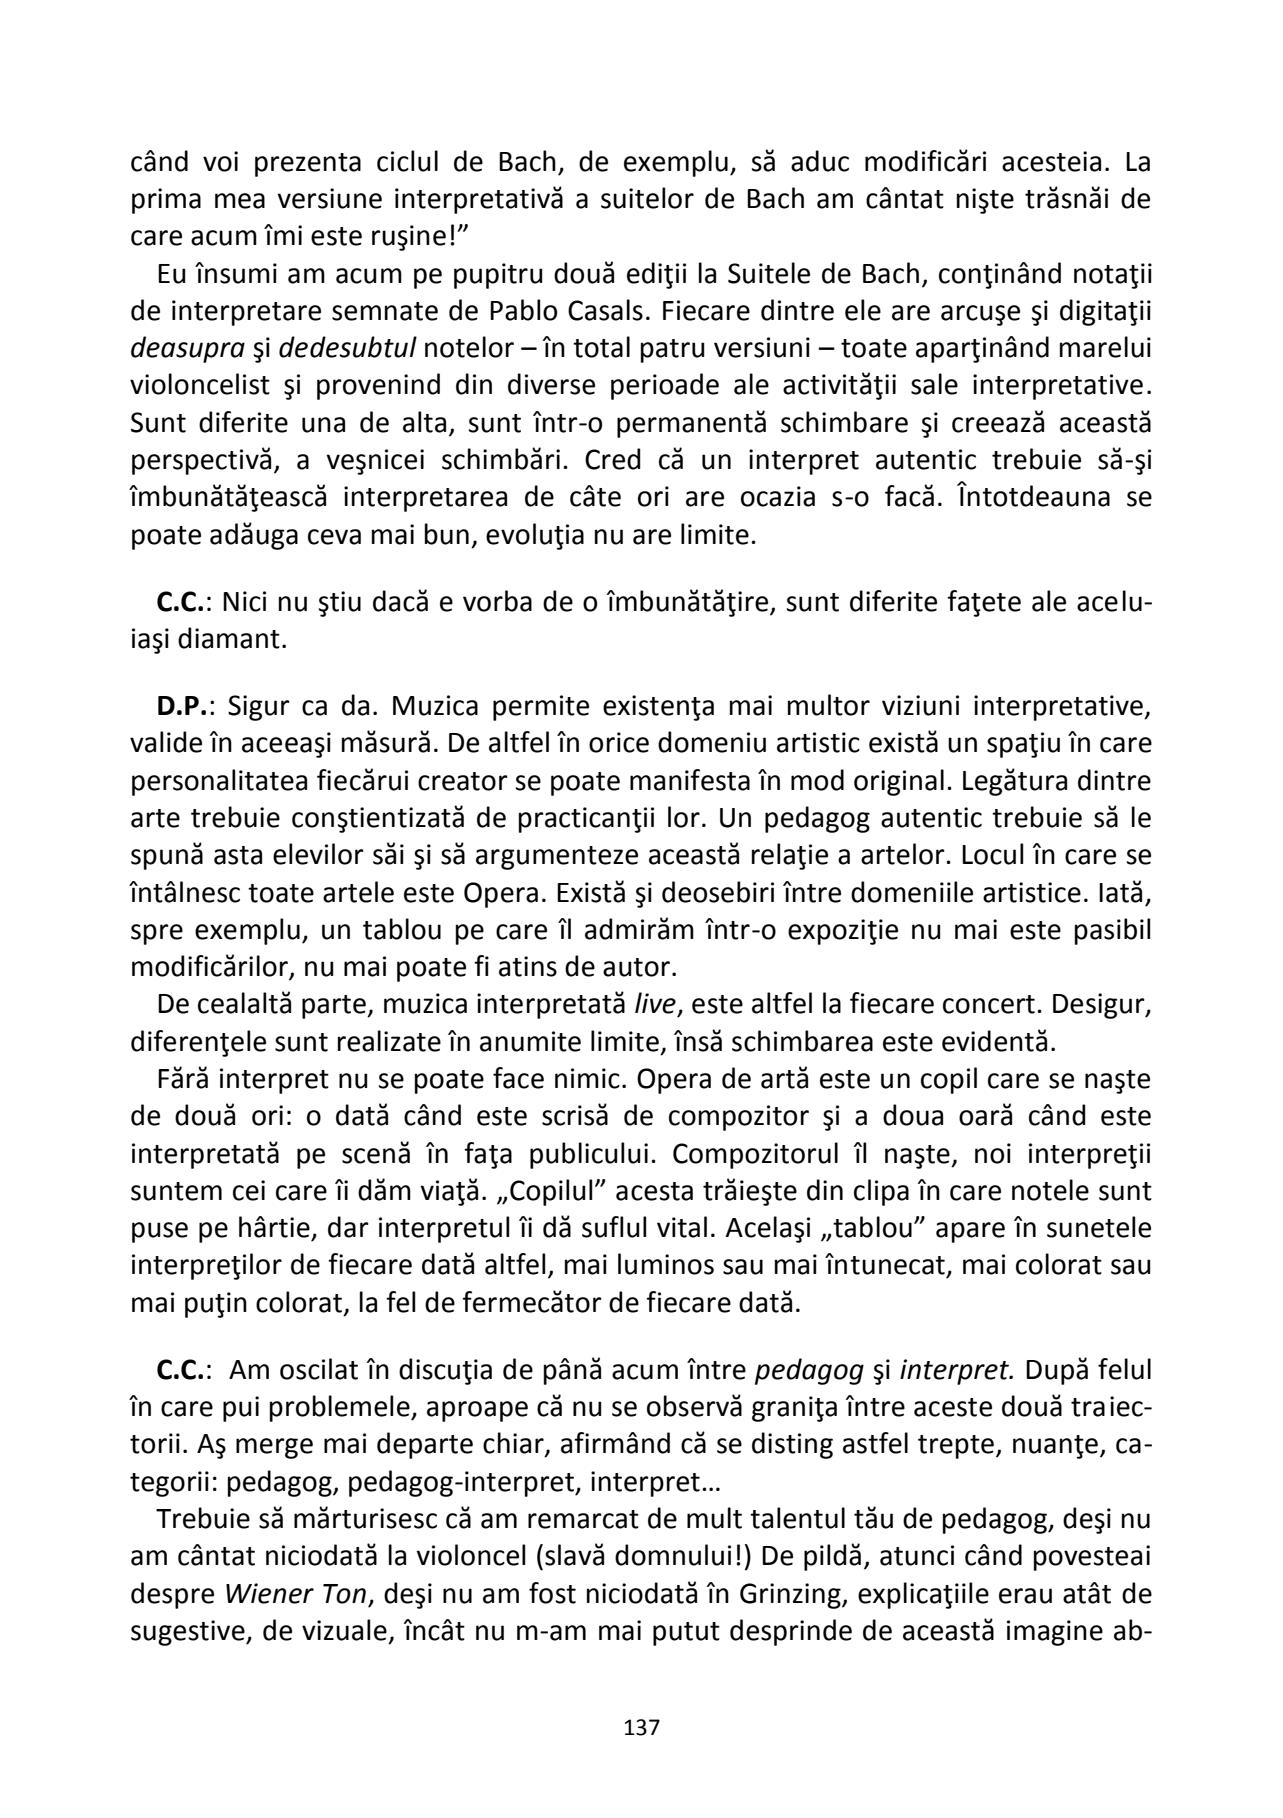 când voi prezenta ciclul de Bach, de exemplu, să aduc modificări acesteia. La
prima mea versiune interpretativă a suitelor de Bach am cântat nişte trăsnăi de
care acum îmi este ruşine!”
Eu însumi am acum pe pupitru două ediţii la Suitele de Bach, conţinând notaţii
de interpretare semnate de Pablo Casals. Fiecare dintre ele are arcuşe şi digitaţii
deasupra şi dedesubtul notelor – în total patru versiuni – toate aparţinând marelui
violoncelist şi provenind din diverse perioade ale activităţii sale interpretative.
Sunt diferite una de alta, sunt într-o permanentă schimbare şi creează această
perspectivă, a veşnicei schimbări. Cred că un interpret autentic trebuie să-şi
îmbunătăţească interpretarea de câte ori are ocazia s-o facă. Întotdeauna se
poate adăuga ceva mai bun, evoluţia nu are limite.
C.C.: Nici nu ştiu dacă e vorba de o îmbunătăţire, sunt diferite faţete ale acelu-
iaşi diamant.
D.P.: Sigur ca da. Muzica permite existenţa mai multor viziuni interpretative,
valide în aceeaşi măsură. De altfel în orice domeniu artistic există un spaţiu în care
personalitatea fiecărui creator se poate manifesta în mod original. Legătura dintre
arte trebuie conştientizată de practicanţii lor. Un pedagog autentic trebuie să le
spună asta elevilor săi şi să argumenteze această relaţie a artelor. Locul în care se
întâlnesc toate artele este Opera. Există şi deosebiri între domeniile artistice. Iată,
spre exemplu, un tablou pe care îl admirăm într-o expoziţie nu mai este pasibil
modificărilor, nu mai poate fi atins de autor.
De cealaltă parte, muzica interpretată live, este altfel la fiecare concert. Desigur,
diferenţele sunt realizate în anumite limite, însă schimbarea este evidentă.
Fără interpret nu se poate face nimic. Opera de artă este un copil care se naşte
de două ori: o dată când este scrisă de compozitor şi a doua oară când este
interpretată pe scenă în faţa publicului. Compozitorul îl naşte, noi interpreţii
suntem cei care îi dăm viaţă. „Copilul” acesta trăieşte din clipa în care notele sunt
puse pe hârtie, dar interpretul îi dă suflul vital. Acelaşi „tablou” apare în sunetele
interpreţilor de fiecare dată altfel, mai luminos sau mai întunecat, mai colorat sau
mai puţin colorat, la fel de fermecător de fiecare dată.
C.C.: Am oscilat în discuţia de până acum între pedagog şi interpret. După felul
în care pui problemele, aproape că nu se observă graniţa între aceste două traiec-
torii. Aş merge mai departe chiar, afirmând că se disting astfel trepte, nuanţe, ca-
tegorii: pedagog, pedagog-interpret, interpret…
Trebuie să mărturisesc că am remarcat de mult talentul tău de pedagog, deşi nu
am cântat niciodată la violoncel (slavă domnului!) De pildă, atunci când povesteai
despre Wiener Ton, deşi nu am fost niciodată în Grinzing, explicaţiile erau atât de
sugestive, de vizuale, încât nu m-am mai putut desprinde de această imagine ab-
137